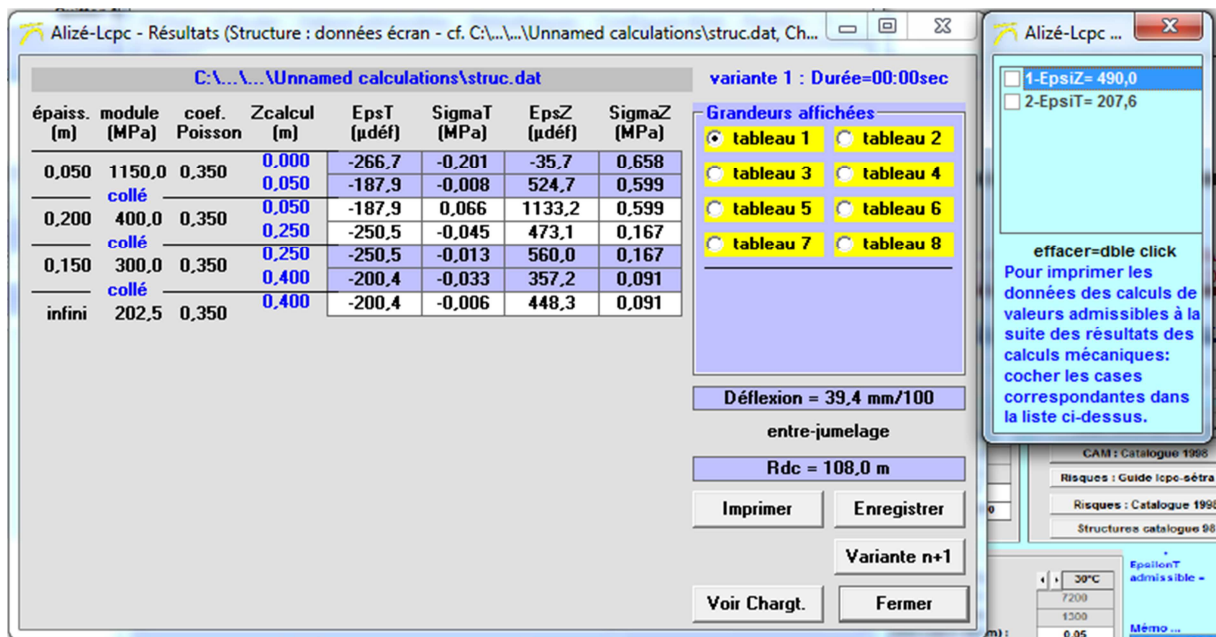 Alizé-Lcpc - Résultats (Structure : données écran - cf. C:\...\...\Unnamed calculations\struc.dat, Ch...
C:\...\...\Unnamed calculations\struc.dat
variante 1 : Durée=00:00sec
épaiss. module coef. Zcalcul EpsT SigmaT EpsZ SigmaZ
(m) (MPa) Poisson (m) (µdéf) (MPa) (µdéf) (MPa)
0,000 -266,7 -0,201 -35,7 0,658
0,050 1150,0 0,350
0,050 -187,9 -0,008 524,7 0,599
collé
0,050 -187,9 0,066 1133,2 0,599
0,200 400,0 0,350
0,250 -250,5 -0,045 473,1 0,167
collé
0,250 -250,5 -0,013 560,0 0,167
0,150 300,0 0,350
0,400 -200,4 -0,033 357,2 0,091
collé
0,400 -200,4 -0,006 448,3 0,091
infini 202,5 0,350
Grandeurs affichées
tableau 1 tableau 2
tableau 3 tableau 4
tableau 5 tableau 6
tableau 7 tableau 8
Déflexion = 39,4 mm/100
entre-jumelage
Rdc = 108,0 m
Imprimer Enregistrer
Variante n+1
Voir Chargt. Fermer
Alizé-Lcpc ...
1-EpsiZ= 490,0
2-EpsiT= 207,6
effacer=dble click
Pour imprimer les
données des calculs de
valeurs admissibles à la
suite des résultats des
calculs mécaniques:
cocher les cases
correspondantes dans
la liste ci-dessus.
CAM : Catalogue 1998
Risques : Guide lcpc-sétra
Risques : Catalogue 1998
Structures catalogue 98
EpsilonT
admissible =
30°C
7200
1300
0.05
Mémo ...